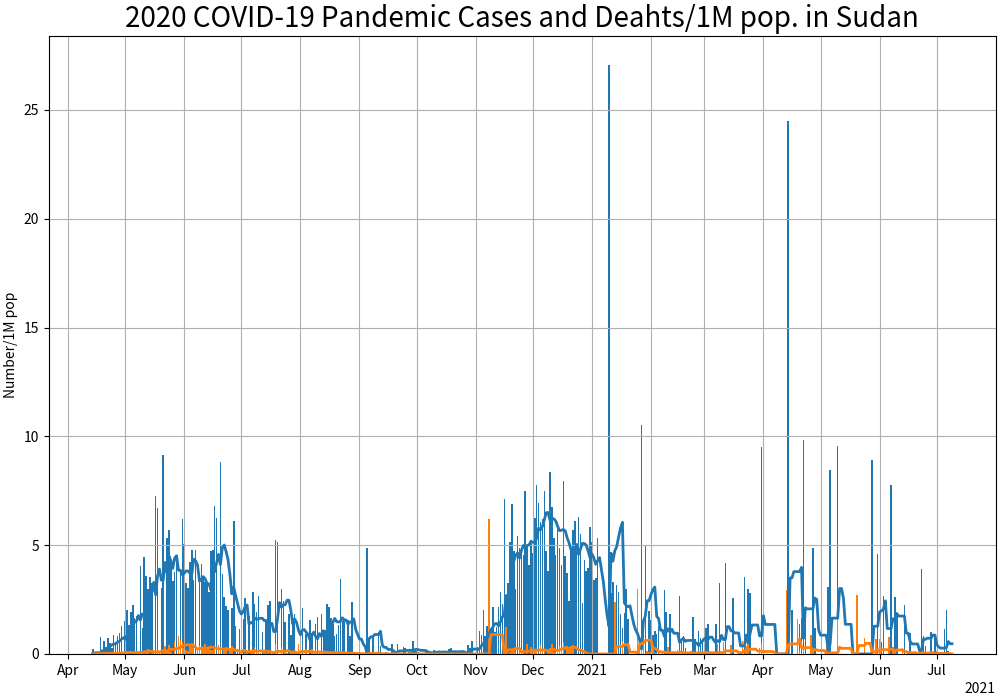 2020 COVID-19 Pandemic Cases and Deahts/1M pop. in Sudan
Number/1M pop
25
20
15
10
5
0
Apr May Jun Jul Aug Sep Oct Nov Dec 2021 Feb Mar Apr May Jun Jul
2021